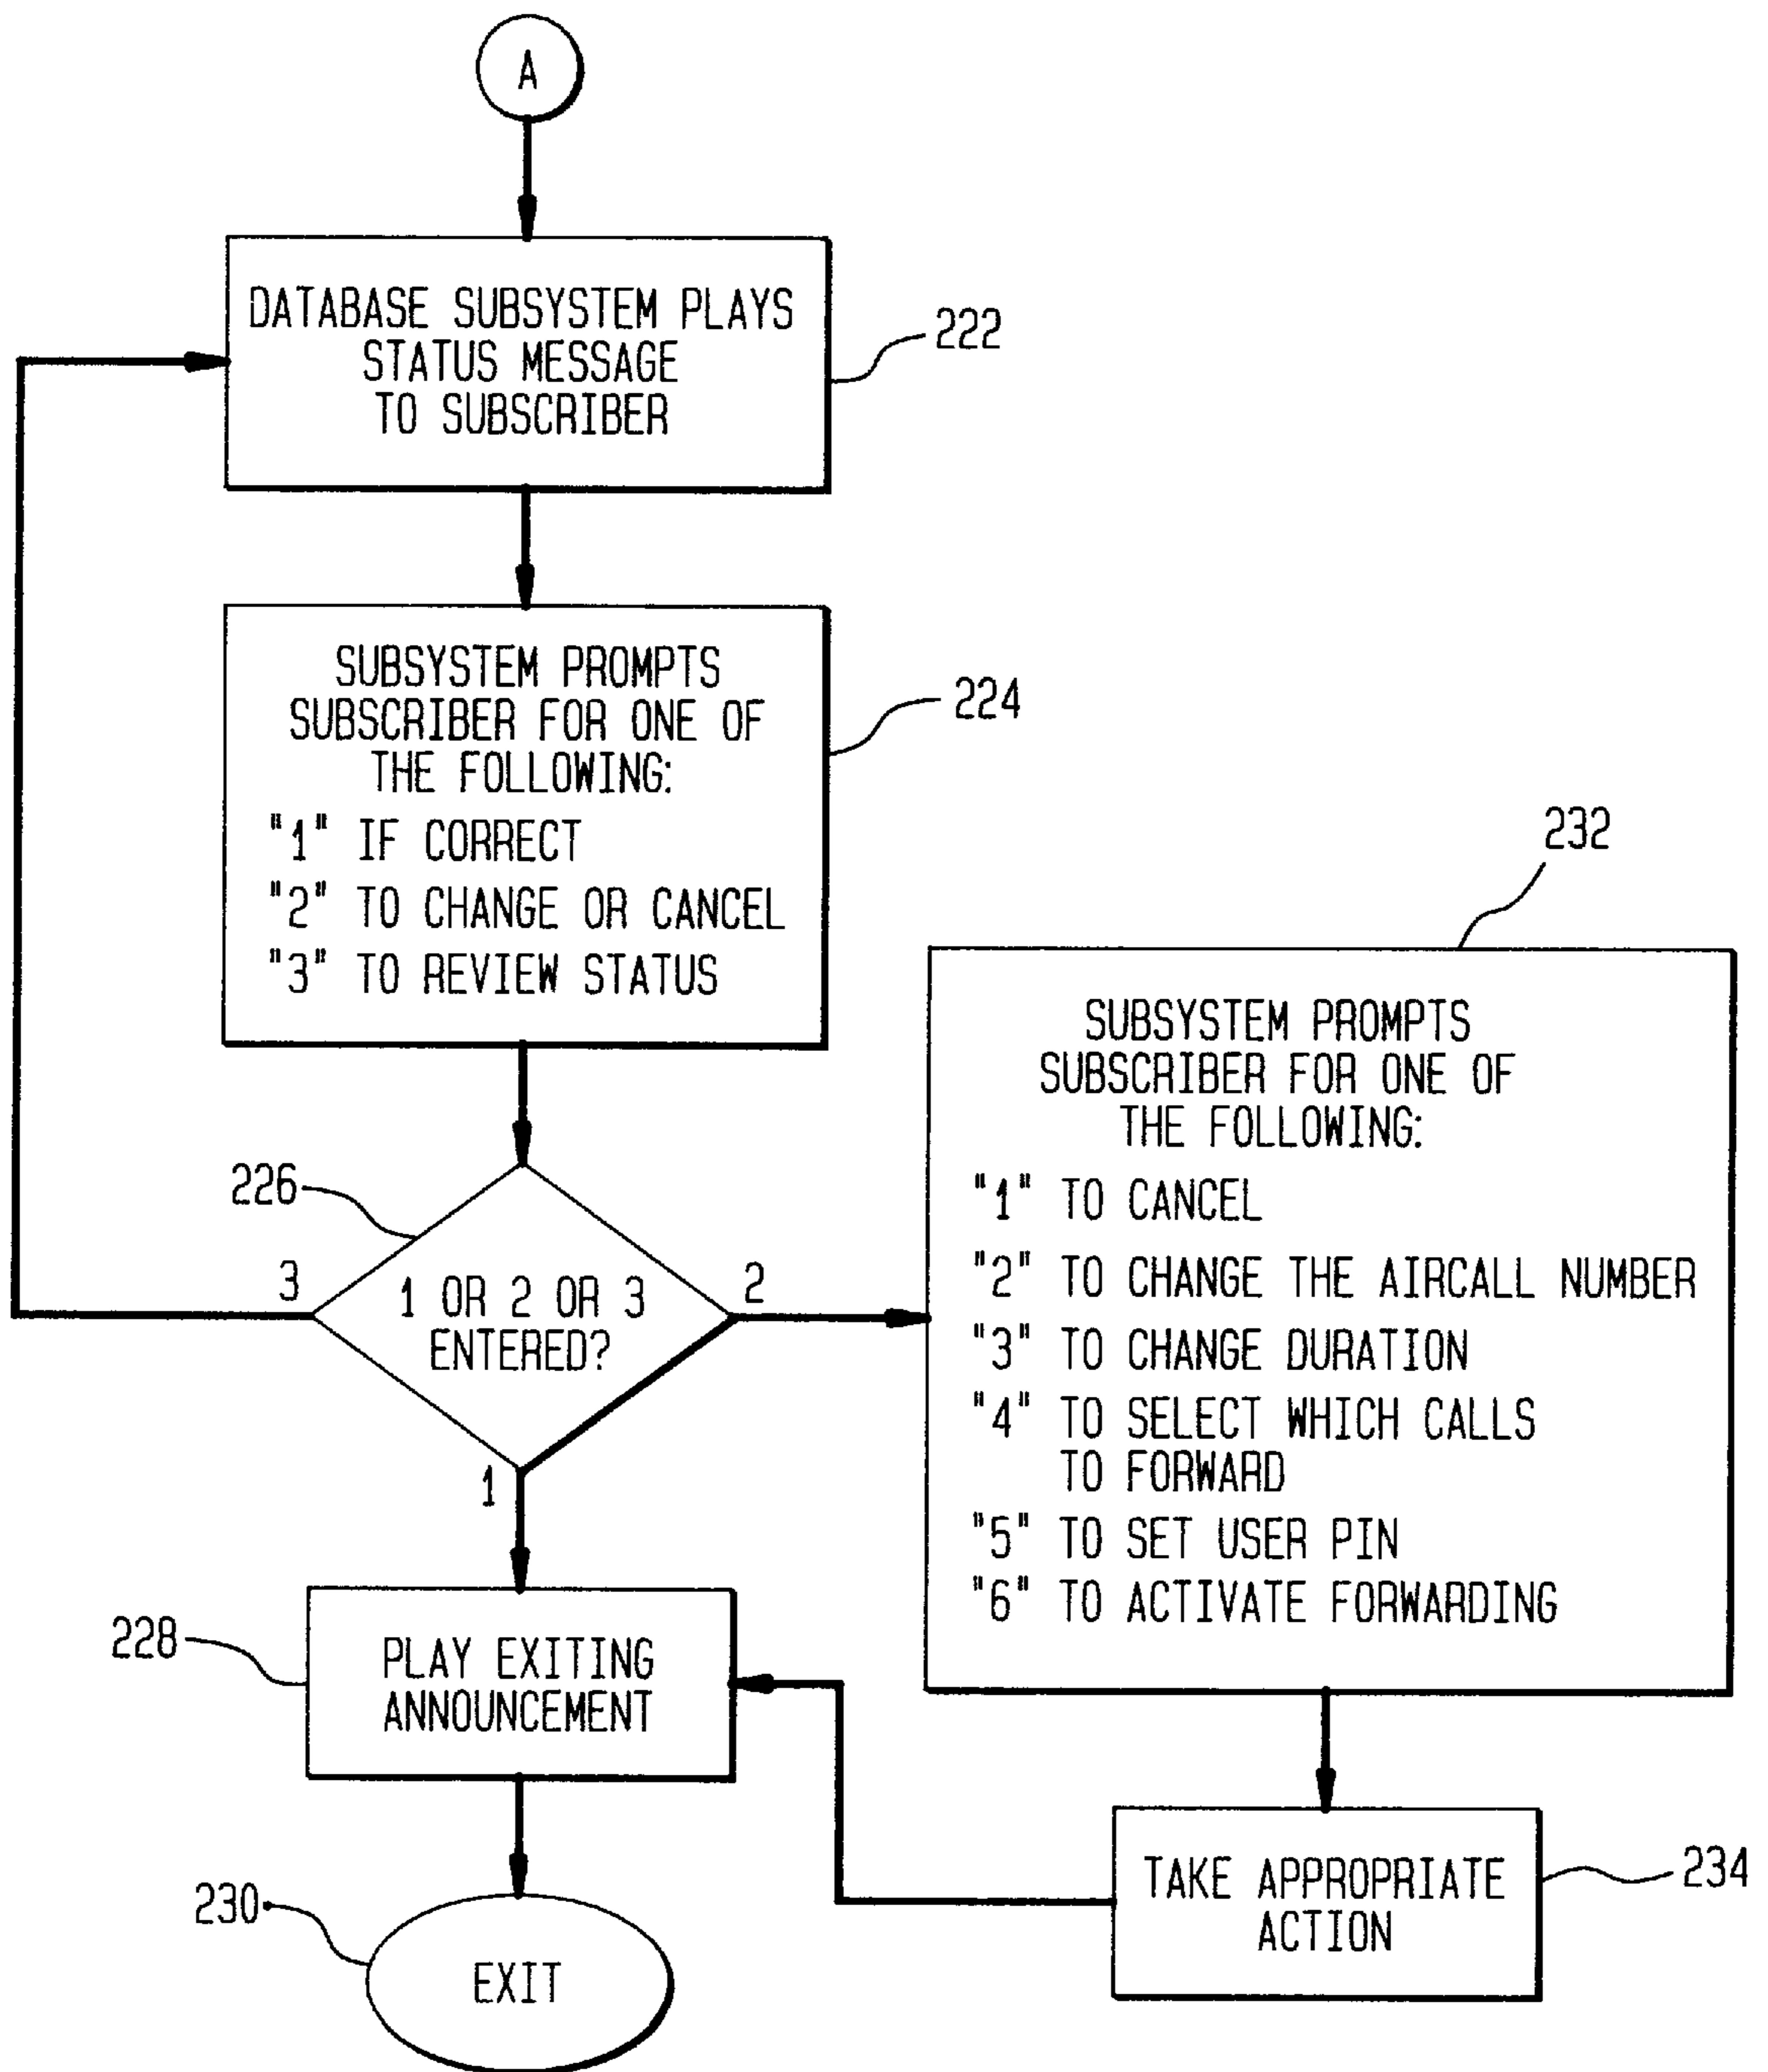 A
DATABASE SUBSYSTEM PLAYS
STATUS MESSAGE
TO SUBSCRIBER
222
SUBSYSTEM PROMPTS
SUBSCRIBER FOR ONE OF
THE FOLLOWING:
"1" IF CORRECT
"2" TO CHANGE OR CANCEL
"3" TO REVIEW STATUS
224
226
3
1 OR 2 OR 3
ENTERED?
2
1
232
SUBSYSTEM PROMPTS
SUBSCRIBER FOR ONE OF
THE FOLLOWING:
"1" TO CANCEL
"2" TO CHANGE THE AIRCALL NUMBER
"3" TO CHANGE DURATION
"4" TO SELECT WHICH CALLS
TO FORWARD
"5" TO SET USER PIN
"6" TO ACTIVATE FORWARDING
228
PLAY EXITING
ANNOUNCEMENT
TAKE APPROPRIATE
ACTION
234
230
EXIT